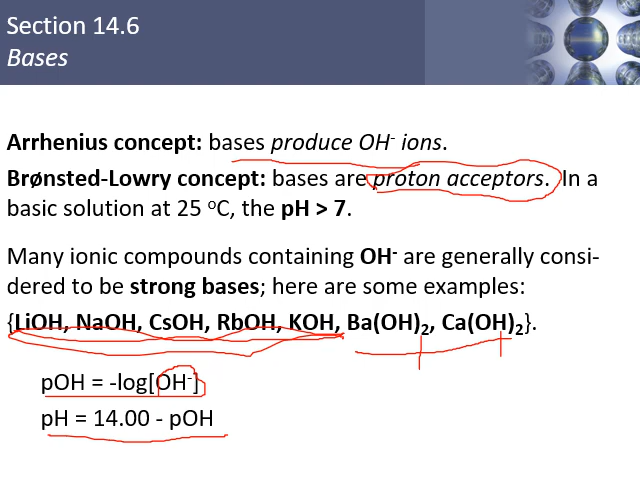 Section 14.6
Bases
Arrhenius concept: bases produce OH⁻ ions.
Brønsted-Lowry concept: bases are proton acceptors. In a
basic solution at 25 °C, the pH > 7.
Many ionic compounds containing OH⁻ are generally consi-
dered to be strong bases; here are some examples:
{LiOH, NaOH, CsOH, RbOH, KOH, Ba(OH)₂, Ca(OH)₂}.
pOH = -log[OH⁻]
pH = 14.00 - pOH